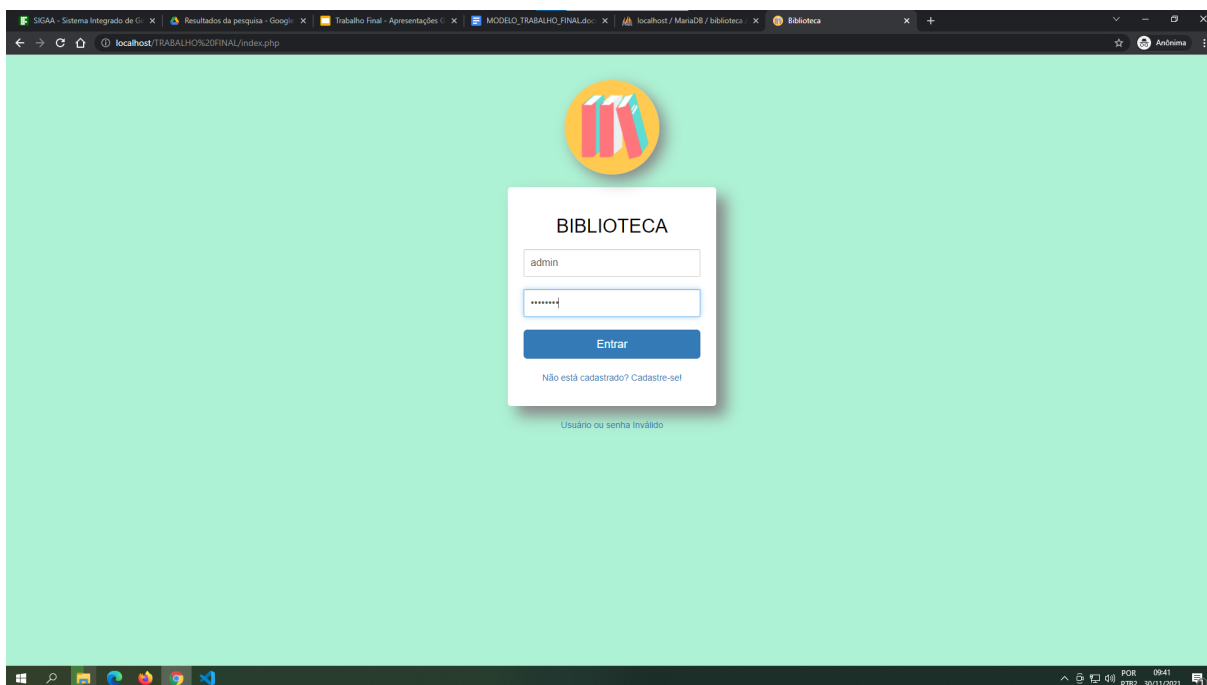 SIGAA - Sistema Integrado de G
Resultados da pesquisa - Google
Trabalho Final - Apresentações G
MODELO_TRABALHO_FINAL.doc
localhost / MariaDB / biblioteca /
Biblioteca
localhost/TRABALHO%20FINAL/index.php
Anônima
BIBLIOTECA
admin
Entrar
Não está cadastrado? Cadastre-se!
Usuário ou senha Inválido
POR 09:41
PTB2 30/11/2021